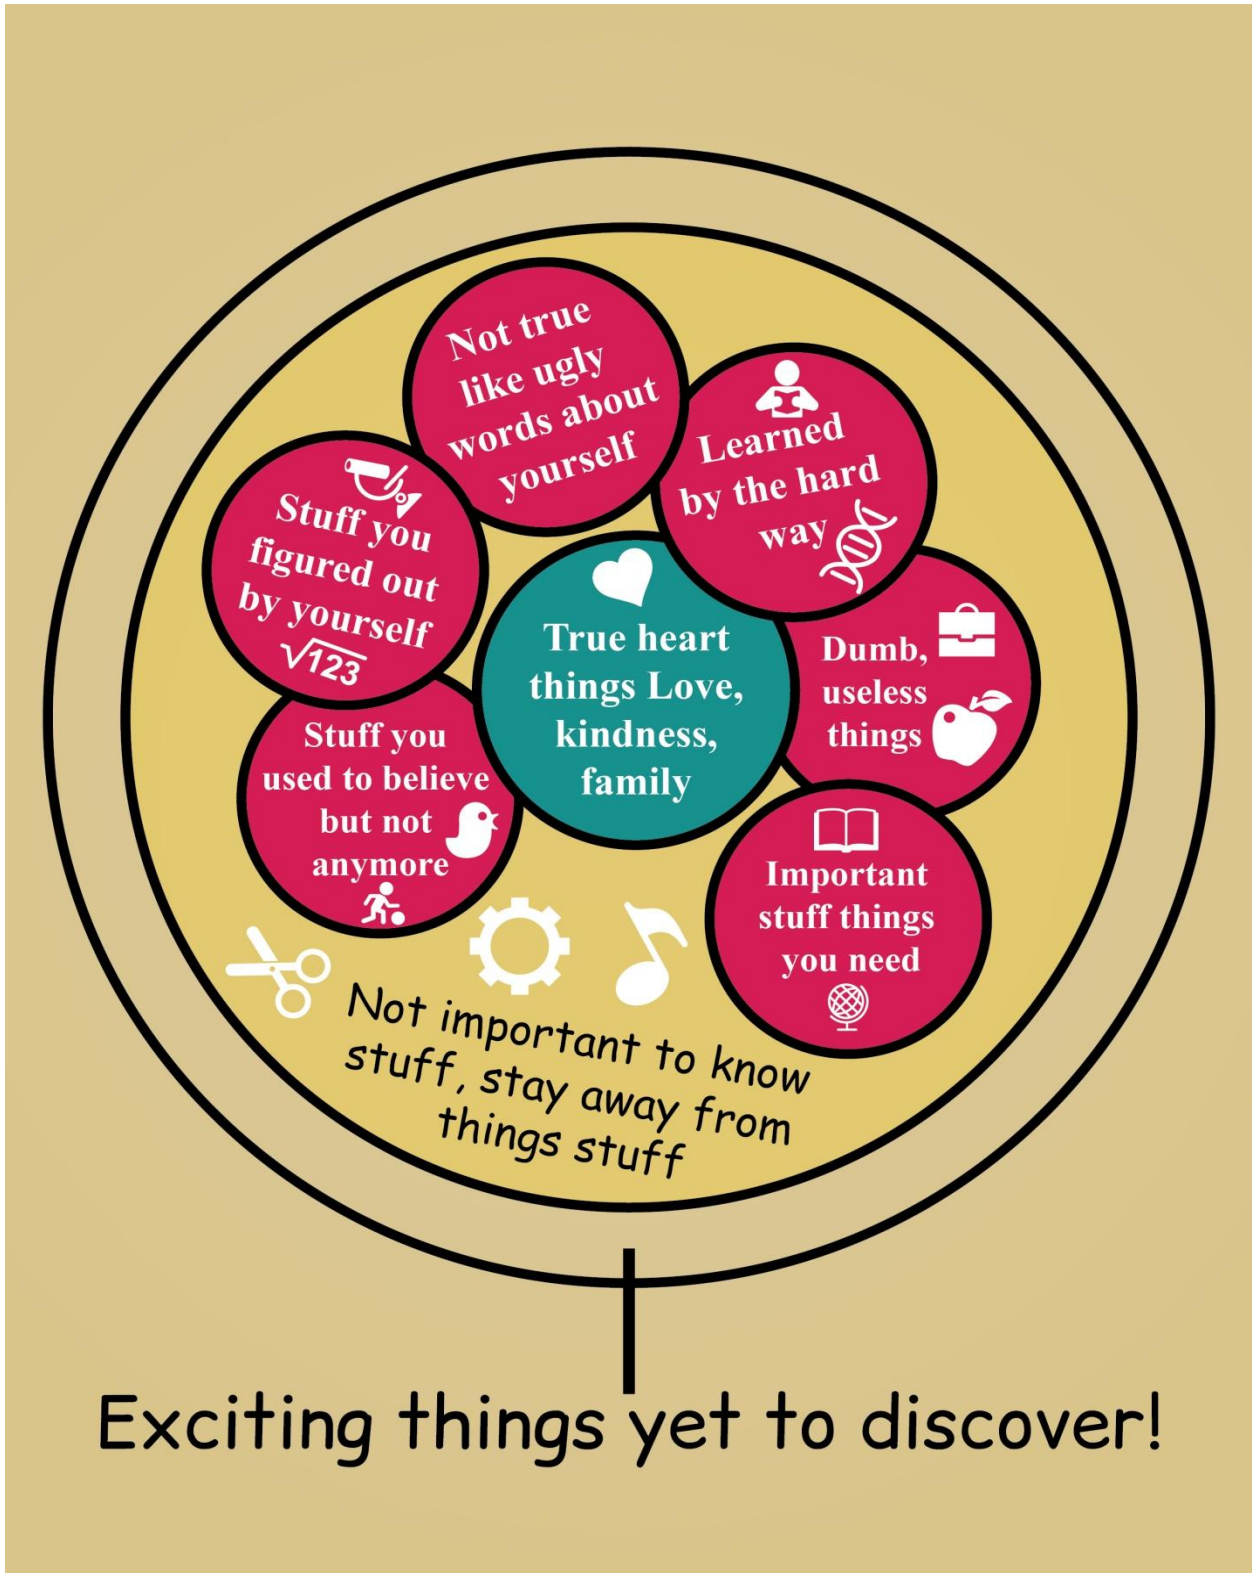 Not true
like ugly
words about
yourself
Learned
by the hard
way
Stuff you
figured out
by yourself
√123
True heart
things Love,
kindness,
family
Dumb,
useless
things
Stuff you
used to believe
but not
anymore
Important
stuff things
you need
Not important to know
stuff, stay away from
things stuff
Exciting things yet to discover!